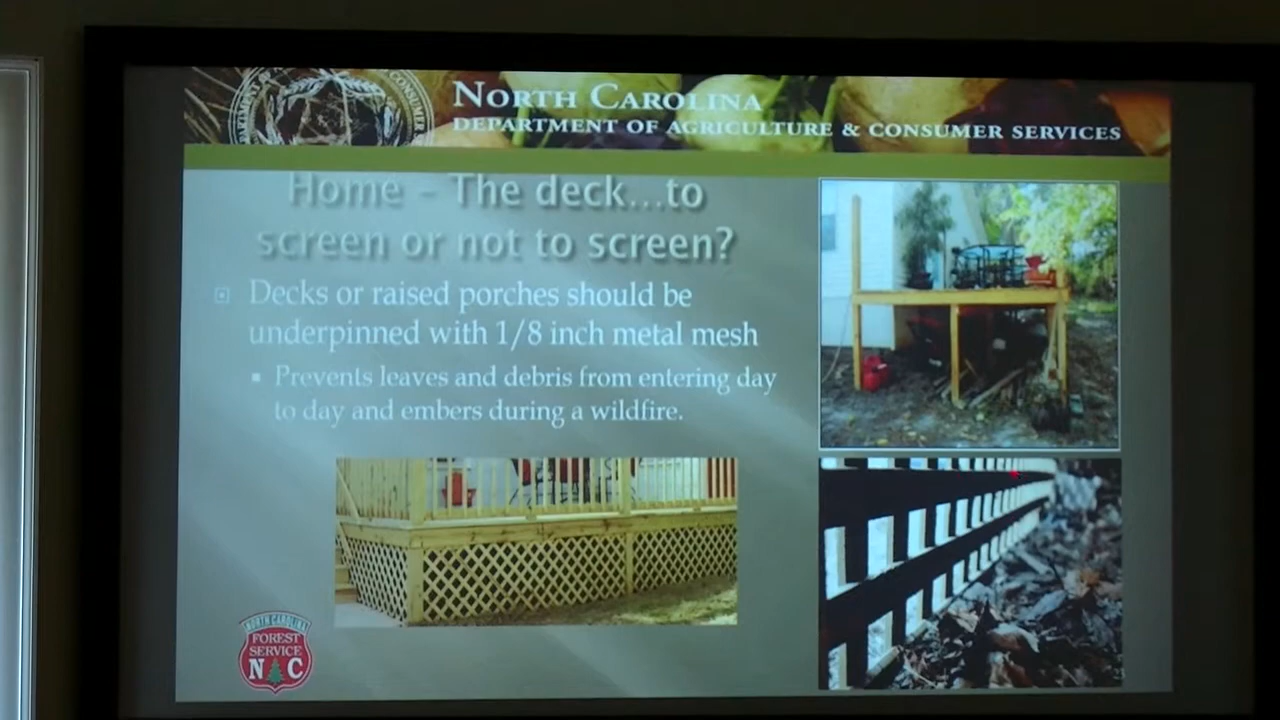 NORTH CAROLINA
DEPARTMENT OF AGRICULTURE & CONSUMER SERVICES
Home – The deck...to
screen or not to screen?
Decks or raised porches should be
underpinned with 1/8 inch metal mesh
Prevents leaves and debris from entering day
to day and embers during a wildfire.
NORTH CAROLINA
FOREST
SERVICE
N C